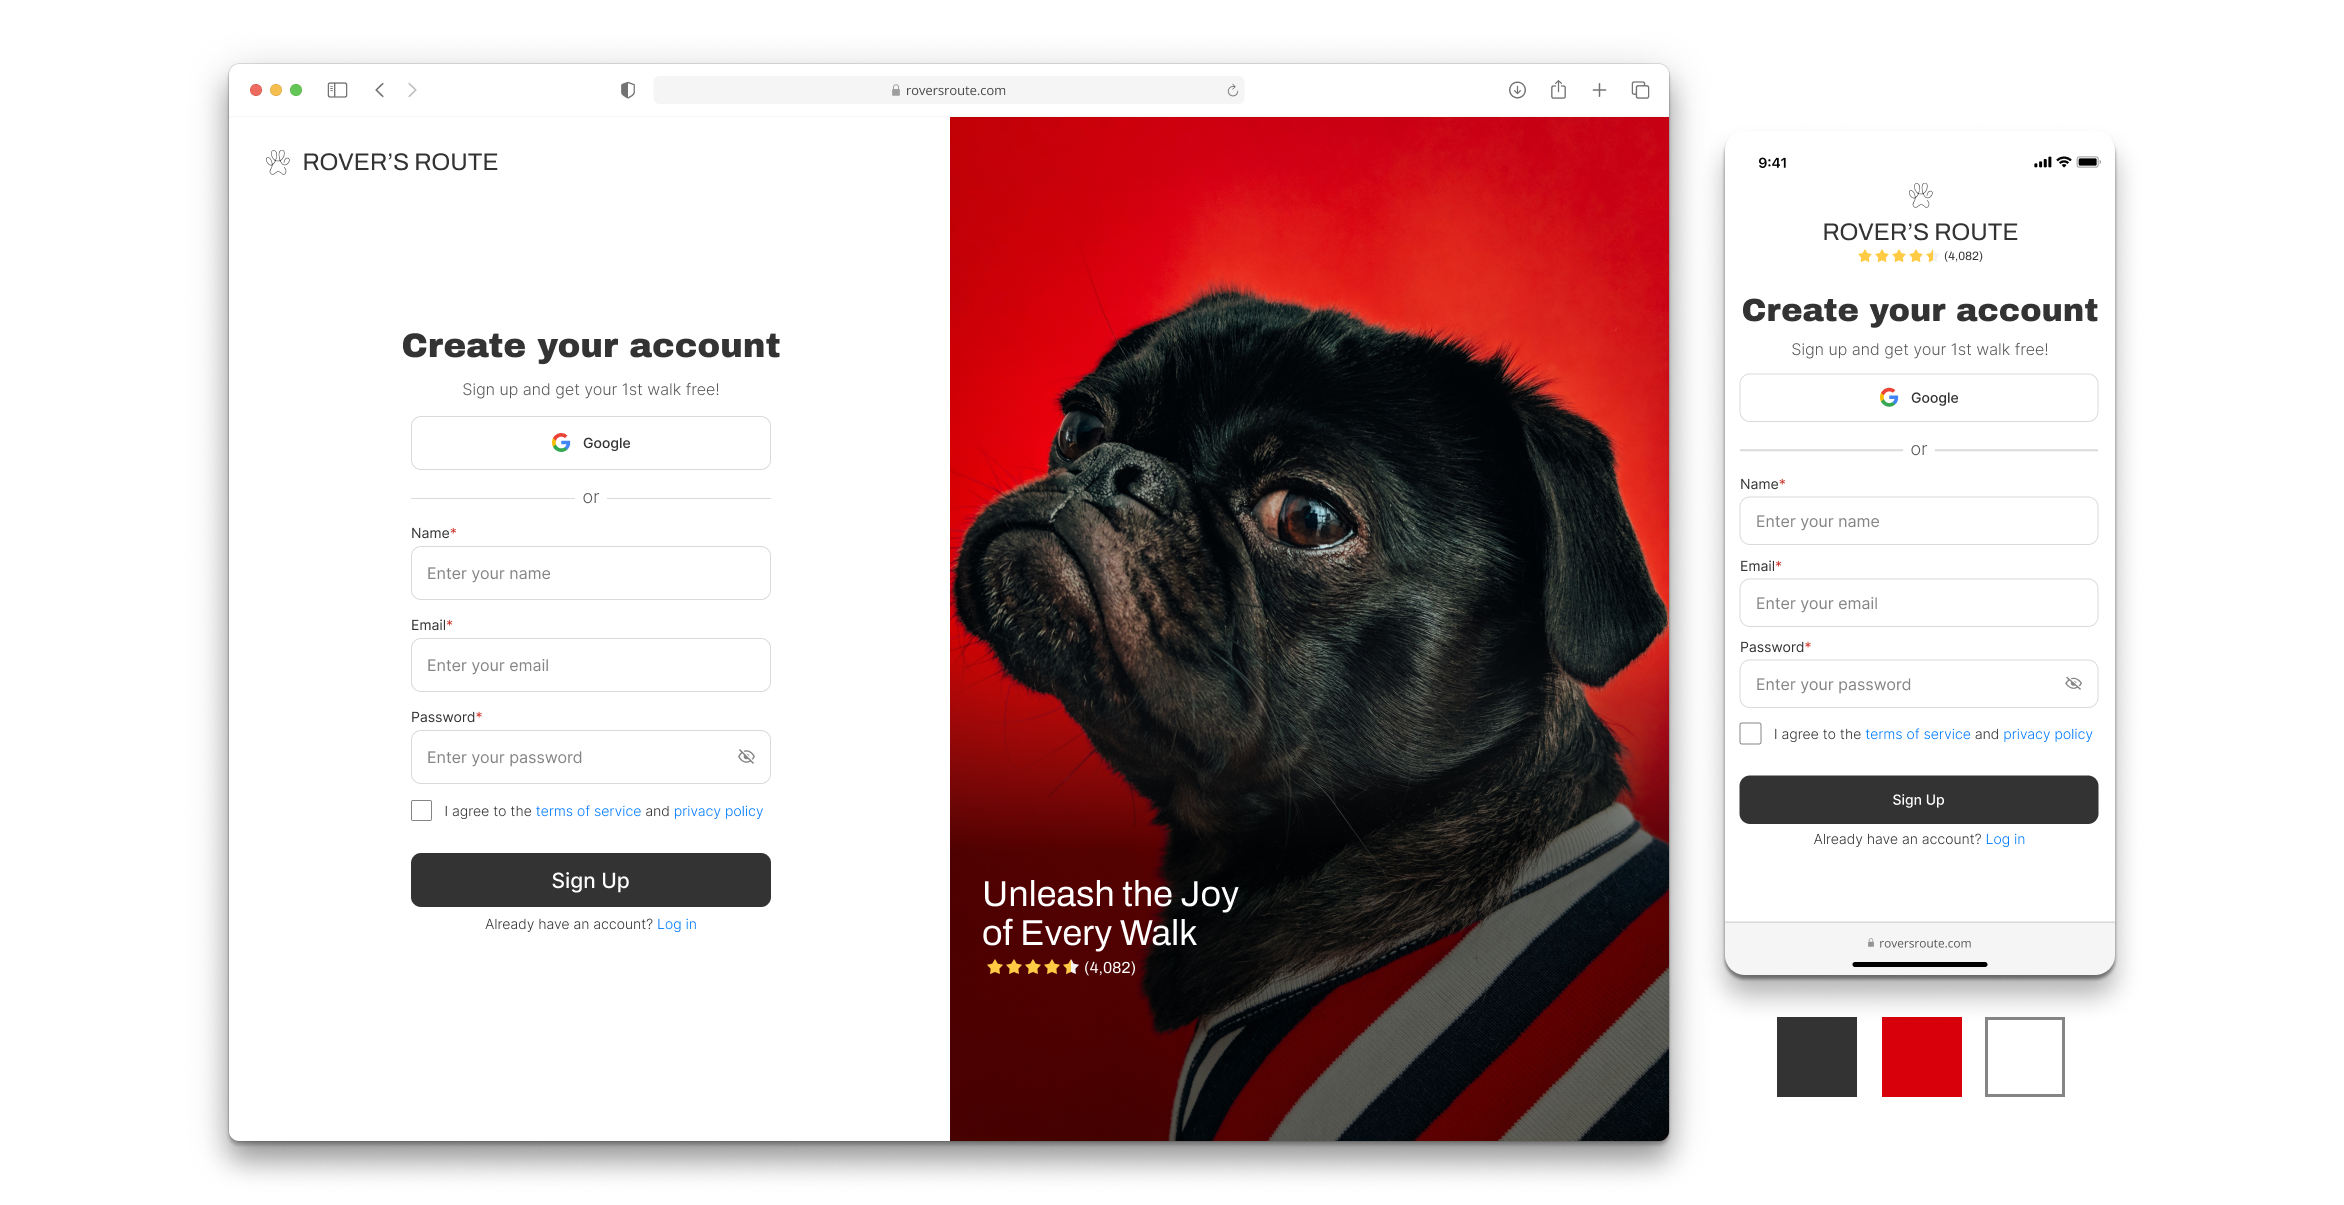 roversroute.com
ROVER'S ROUTE
Create your account
Sign up and get your 1st walk free!
Google
or
Name*
Enter your name
Email*
Enter your email
Password*
Enter your password
I agree to the terms of service and privacy policy
Sign Up
Already have an account? Log in
Unleash the Joy
of Every Walk
(4,082)
9:41
ROVER'S ROUTE
(4,082)
Create your account
Sign up and get your 1st walk free!
Google
or
Name*
Enter your name
Email*
Enter your email
Password*
Enter your password
I agree to the terms of service and privacy policy
Sign Up
Already have an account? Log in
roversroute.com